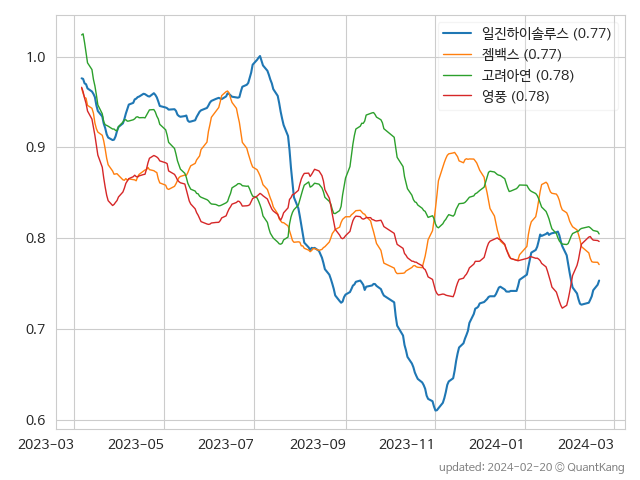 일진하이솔루스 (0.77)
젬백스 (0.77)
고려아연 (0.78)
영풍 (0.78)
1.0
0.9
0.8
0.7
0.6
2023-03 2023-05 2023-07 2023-09 2023-11 2024-01 2024-03
updated: 2024-02-20 © QuantKang